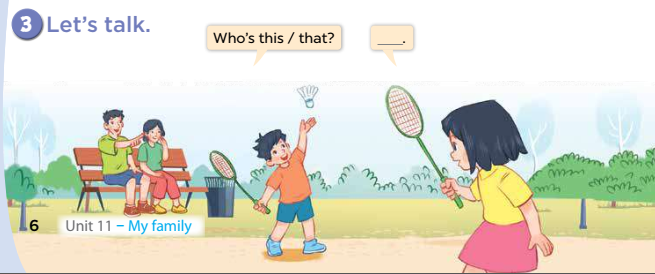 3 Let's talk.
Who's this / that?
____.
6 Unit 11 – My family